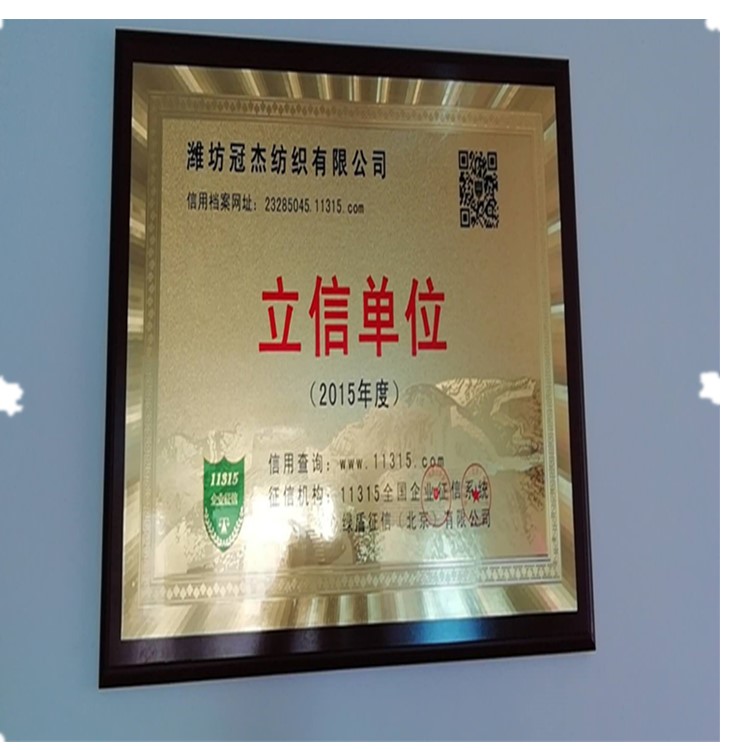 潍坊冠杰纺织有限公司
信用档案网址：23285045.11315.com
立信单位
（2015年度）
11315
企业征信
信用查询：www.11315.com
征信机构：11315全国企业征信系统
绿盾征信（北京）有限公司